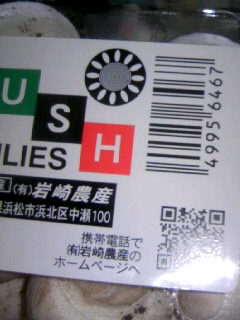 USH
LIES
(有)岩崎農産
浜松市浜北区中瀬100
4995 6467
携帯電話で
(有)岩崎農産の
ホームページへ